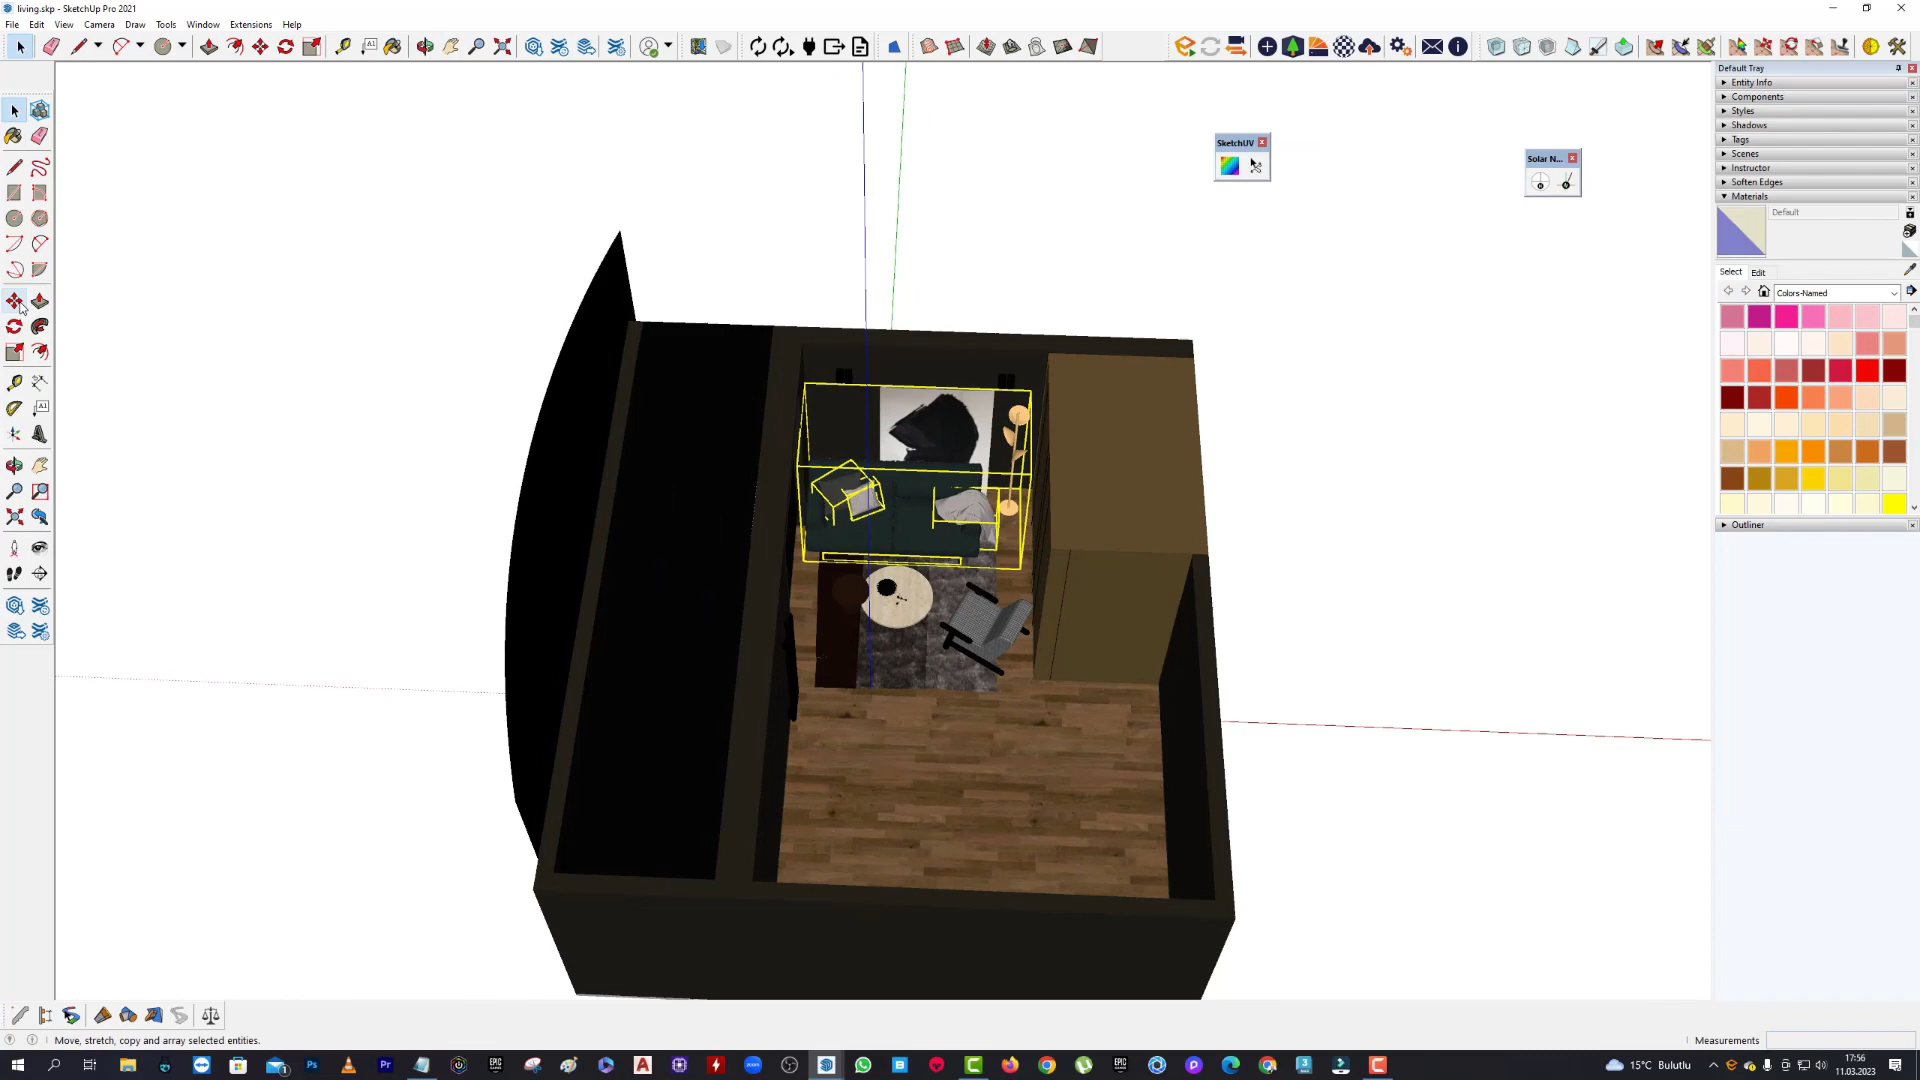 living.skp - SketchUp Pro 2021
File Edit View Camera Draw Tools Window Extensions Help
Default Tray
Entity Info
Components
Styles
Shadows
Tags
Scenes
Instructor
Soften Edges
Materials
Default
Select Edit
Colors-Named
Outliner
SketchUV
Solar N...
Move, stretch, copy and array selected entities.
Measurements
15°C Bulutlu
17:56
11.03.2023